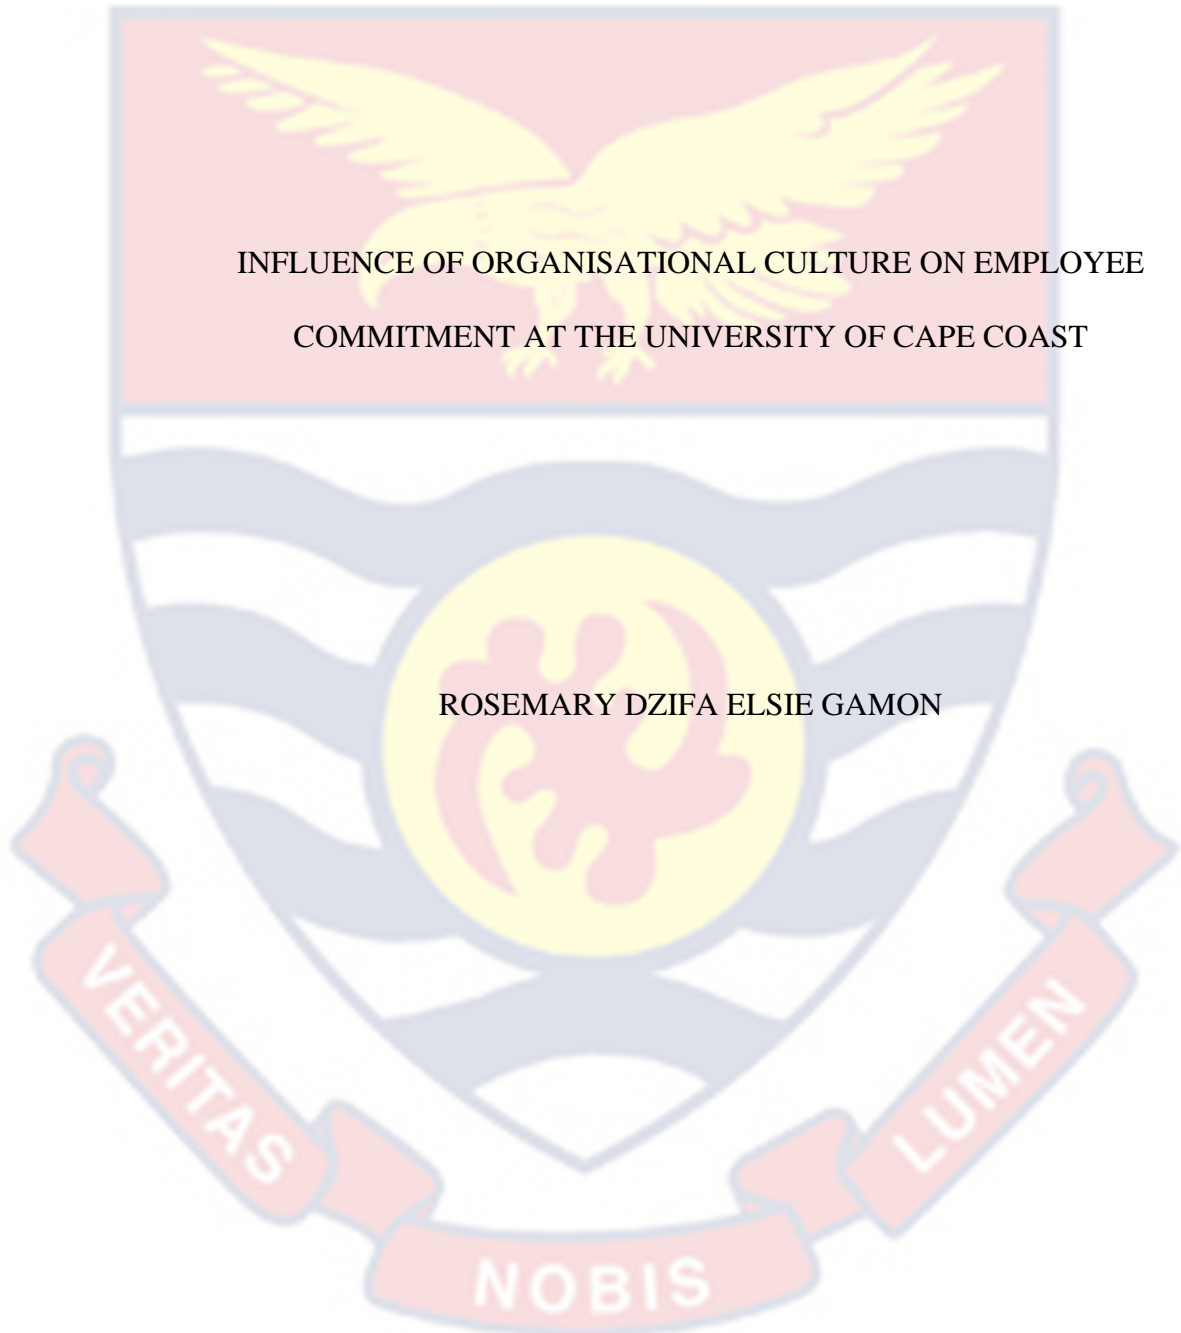 INFLUENCE OF ORGANISATIONAL CULTURE ON EMPLOYEE
COMMITMENT AT THE UNIVERSITY OF CAPE COAST
ROSEMARY DZIFA ELSIE GAMON
VERITAS
NOBIS
LUMEN